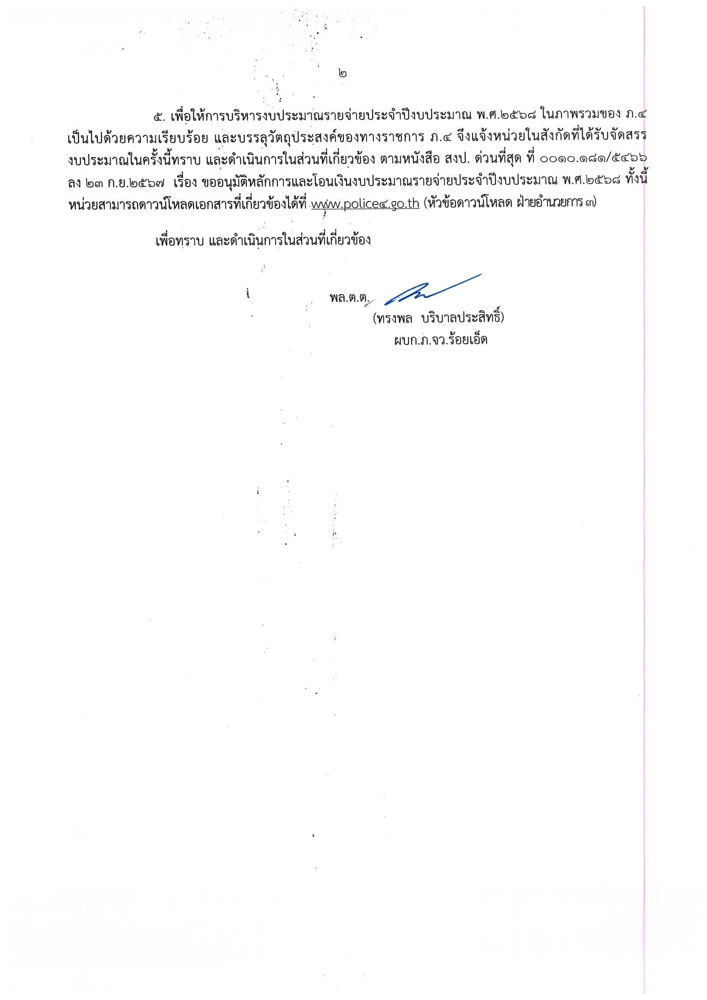 ๒
๕. เพื่อให้การบริหารงบประมาณรายจ่ายประจำปีงบประมาณ พ.ศ.๒๕๖๘ ในภาพรวมของ ภ.๔
เป็นไปด้วยความเรียบร้อย และบรรลุวัตถุประสงค์ของทางราชการ ภ.๔ จึงแจ้งหน่วยในสังกัดที่ได้รับจัดสรร
งบประมาณในครั้งนี้ทราบ และดำเนินการในส่วนที่เกี่ยวข้อง ตามหนังสือ สงป. ด่วนที่สุด ที่ ๐๐๑๐.๑๘๑/๕๔๖๖
ลง ๒๓ ก.ย.๒๕๖๗ เรื่อง ขออนุมัติหลักการและโอนเงินงบประมาณรายจ่ายประจำปีงบประมาณ พ.ศ.๒๕๖๘ ทั้งนี้
หน่วยสามารถดาวน์โหลดเอกสารที่เกี่ยวข้องได้ที่ www.police๔.go.th (หัวข้อดาวน์โหลด ฝ่ายอำนวยการ ๓)
เพื่อทราบ และดำเนินการในส่วนที่เกี่ยวข้อง
พล.ต.ต.
(ทรงพล บริบาลประสิทธิ์)
ผบก.ภ.จว.ร้อยเอ็ด